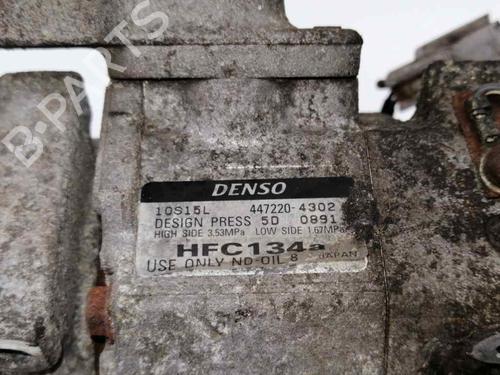 B-PARTS
DENSO
10S15L 447220-4302
DESIGN PRESS 5D 0891
HIGH SIDE 3.53MPa LOW SIDE 1.67MPa
HFC134a
USE ONLY ND-OIL 8 JAPAN